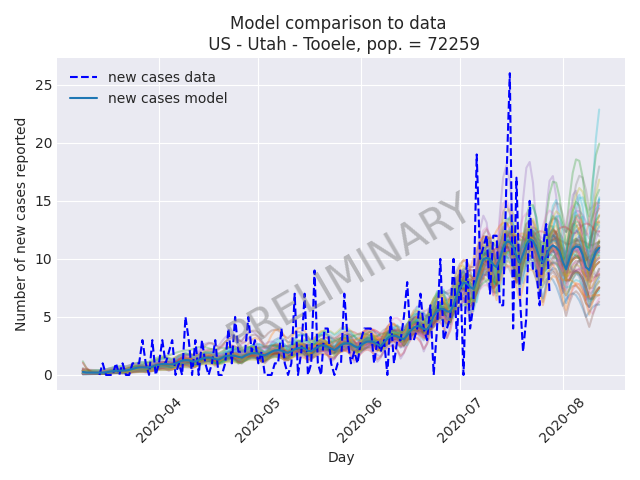 Model comparison to data
US - Utah - Tooele, pop. = 72259
new cases data
new cases model
PRELIMINARY
Number of new cases reported
25
20
15
10
5
0
2020-04
2020-05
2020-06
2020-07
2020-08
Day